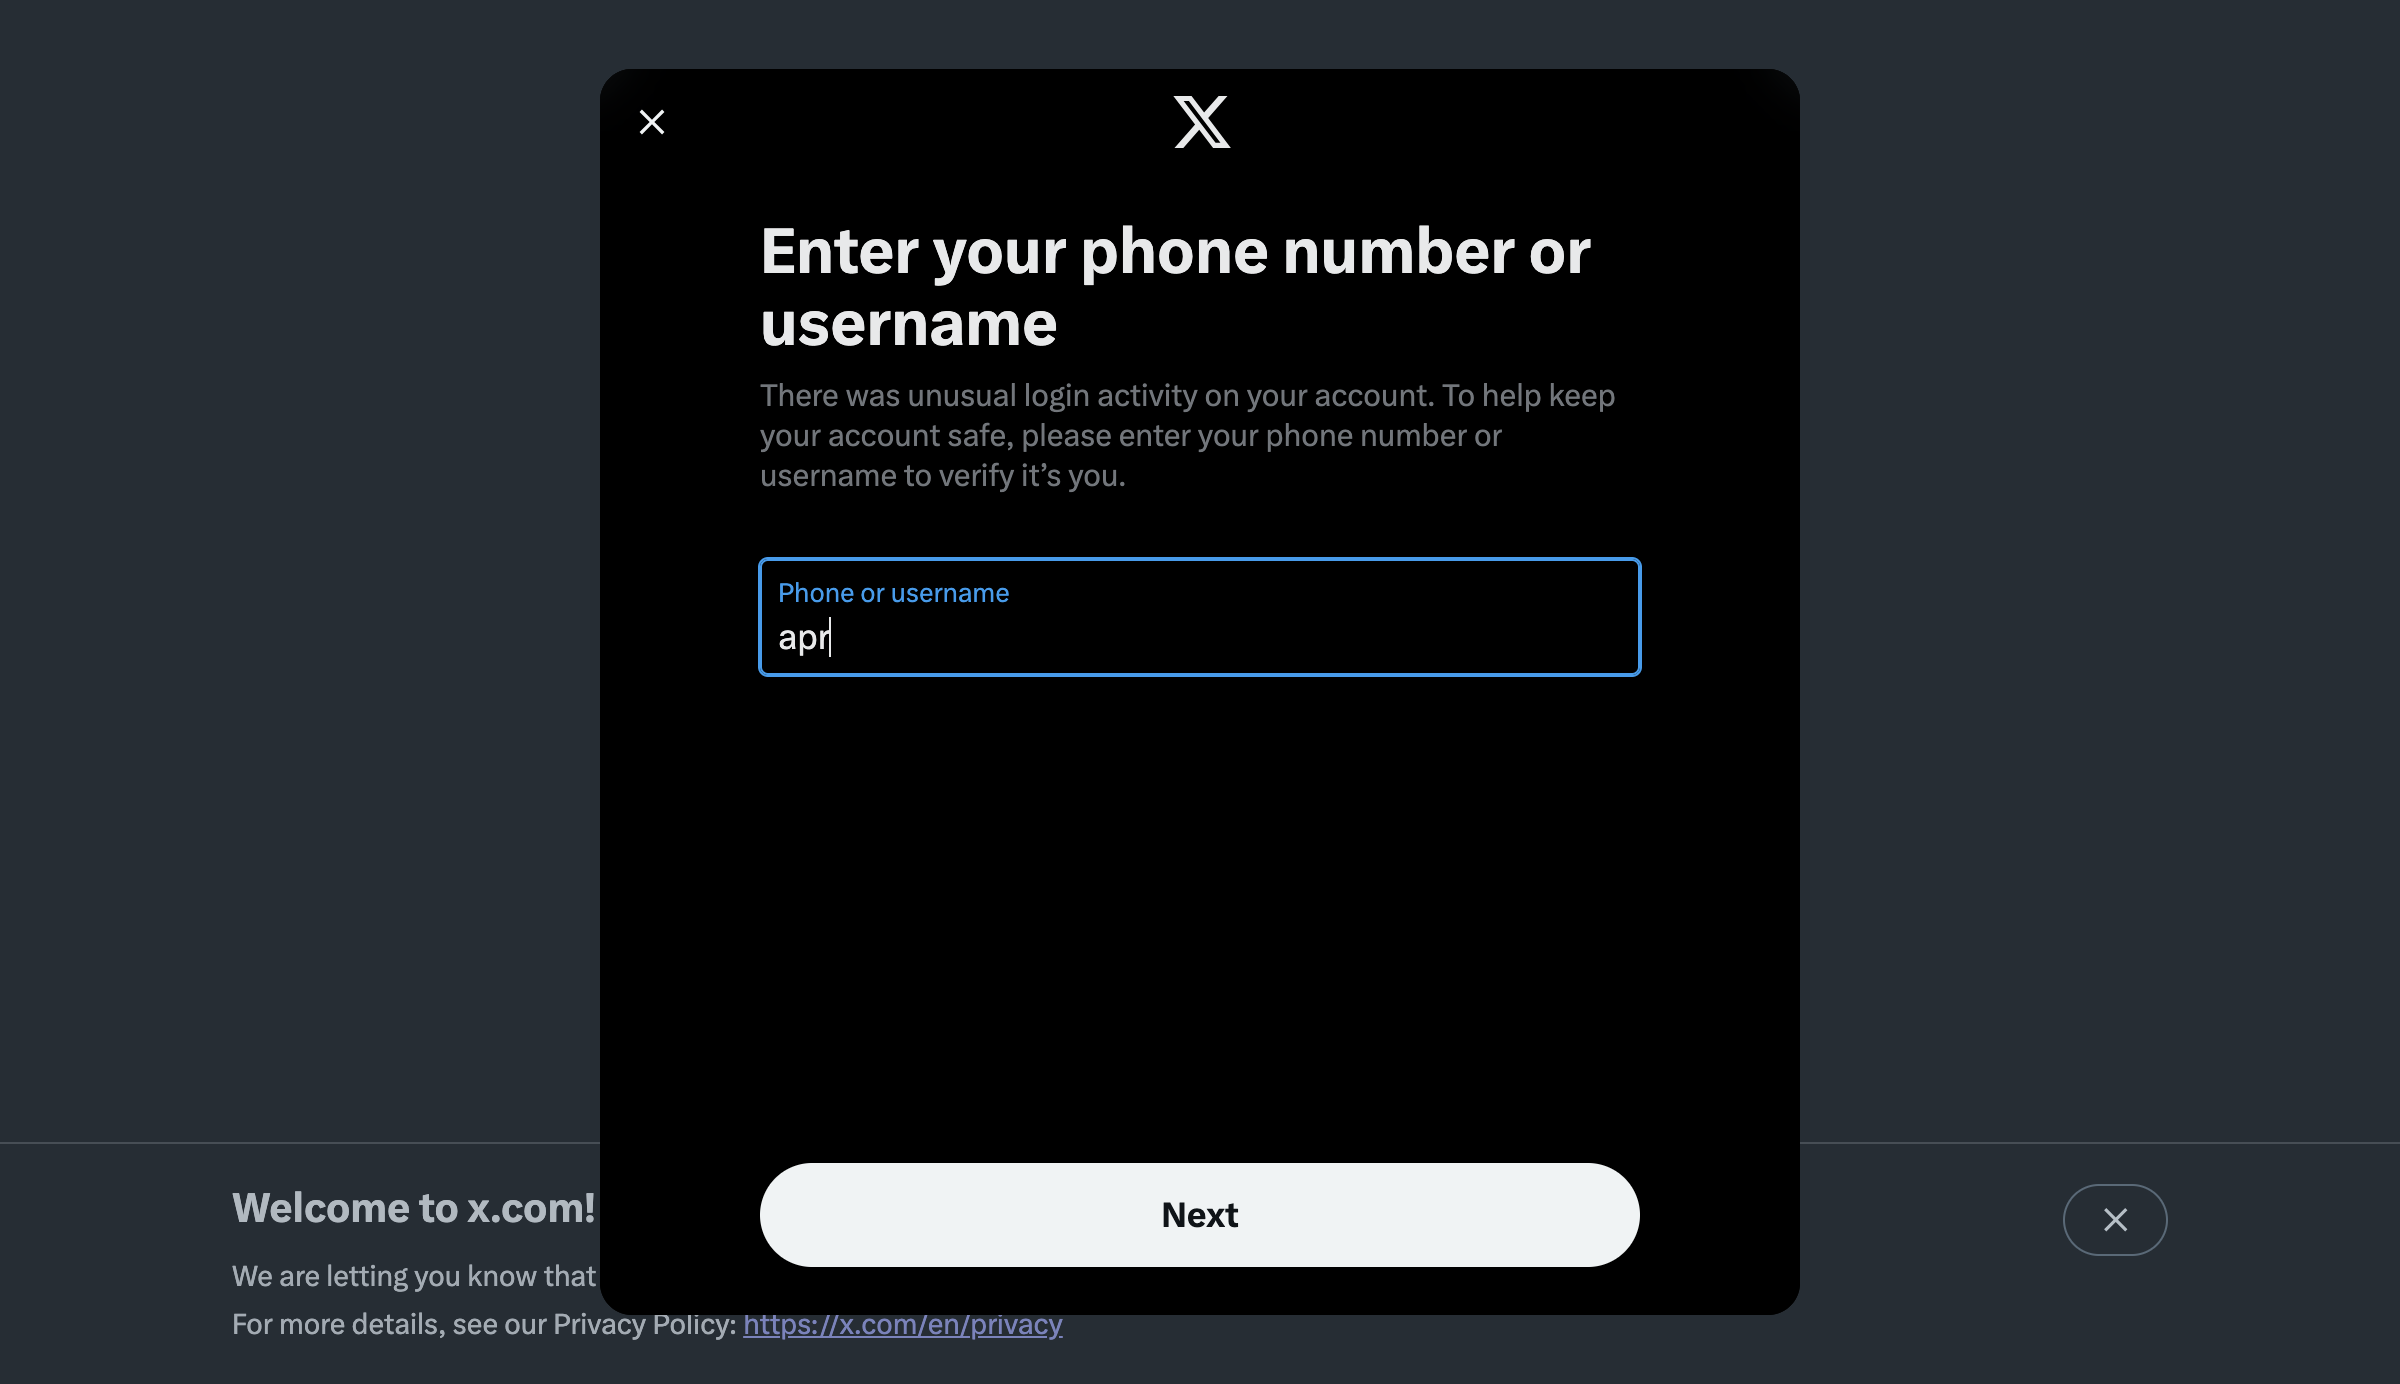 Enter your phone number or
username
There was unusual login activity on your account. To help keep
your account safe, please enter your phone number or
username to verify it’s you.
Phone or username
apr
Next
Welcome to x.com!
We are letting you know that
For more details, see our Privacy Policy: https://x.com/en/privacy